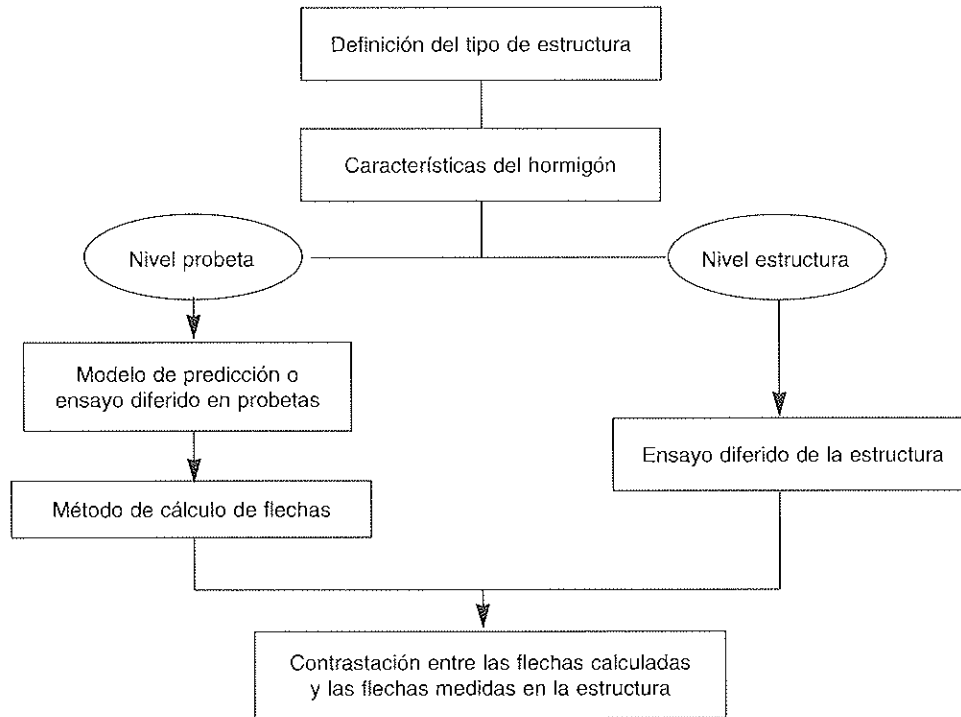 Definición del tipo de estructura
Características del hormigón
Nivel probeta
Nivel estructura
Modelo de predicción o
ensayo diferido en probetas
Ensayo diferido de la estructura
Método de cálculo de flechas
Contrastación entre las flechas calculadas
y las flechas medidas en la estructura